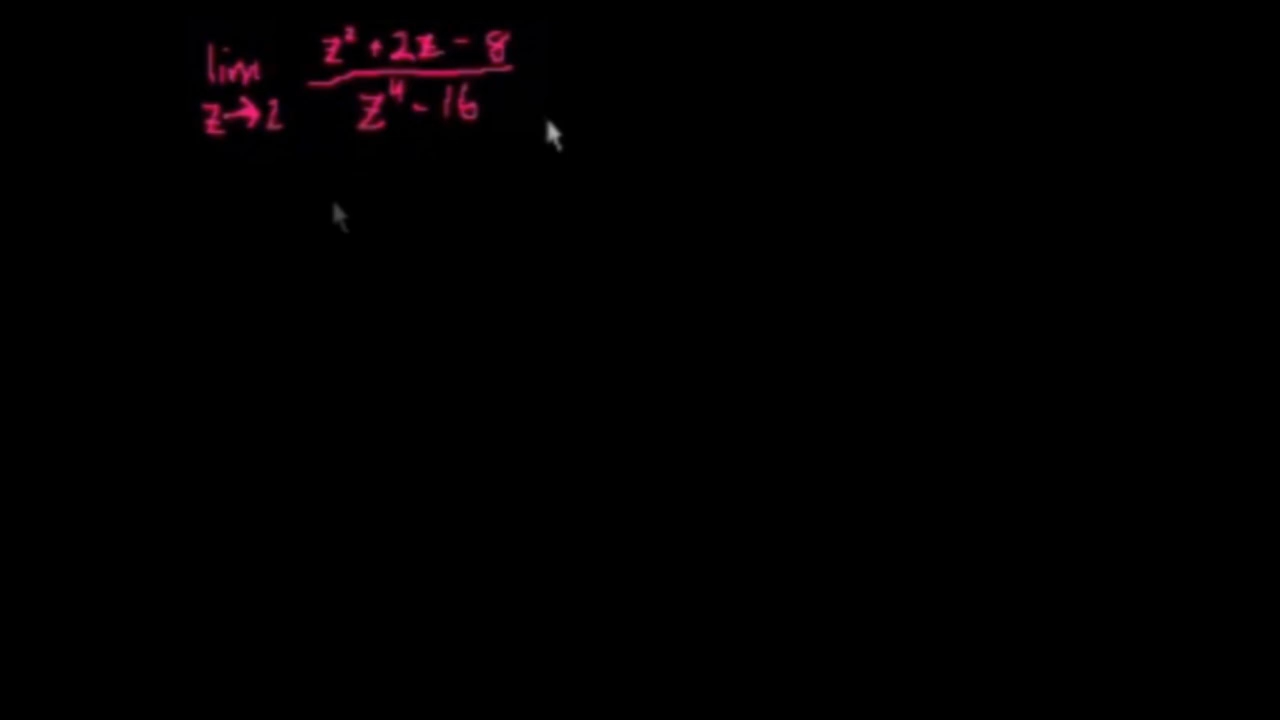 lim z→2 (z² + 2z - 8) / (z⁴ - 16)